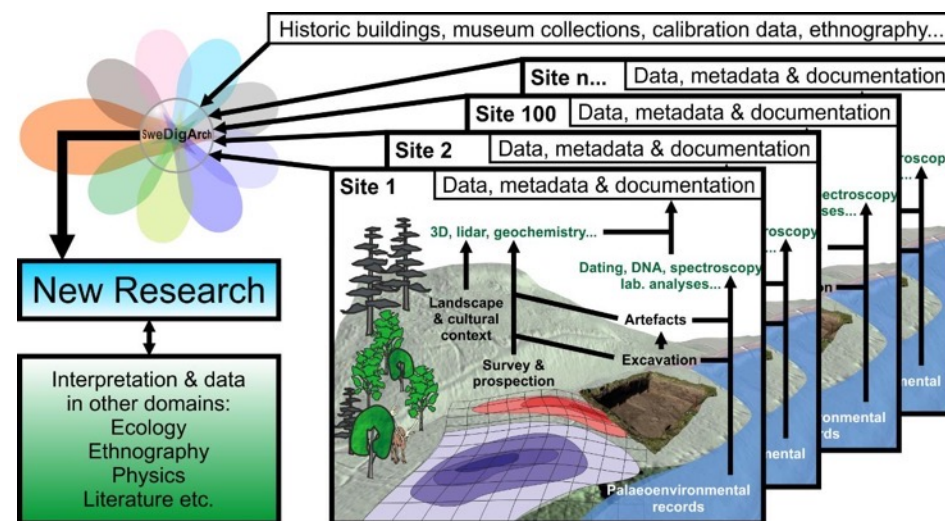 Historic buildings, museum collections, calibration data, ethnography...
Site n...
Data, metadata & documentation
Site 100
Data, metadata & documentation
Site 2
Data, metadata & documentation
Site 1
Data, metadata & documentation
SweDigArch
New Research
Interpretation & data
in other domains:
Ecology
Ethnography
Physics
Literature etc.
3D, lidar, geochemistry...
Dating, DNA, spectroscopy
lab. analyses...
Landscape
& cultural
context
Artefacts
Survey &
prospection
Excavation
Palaeoenvironmental
records